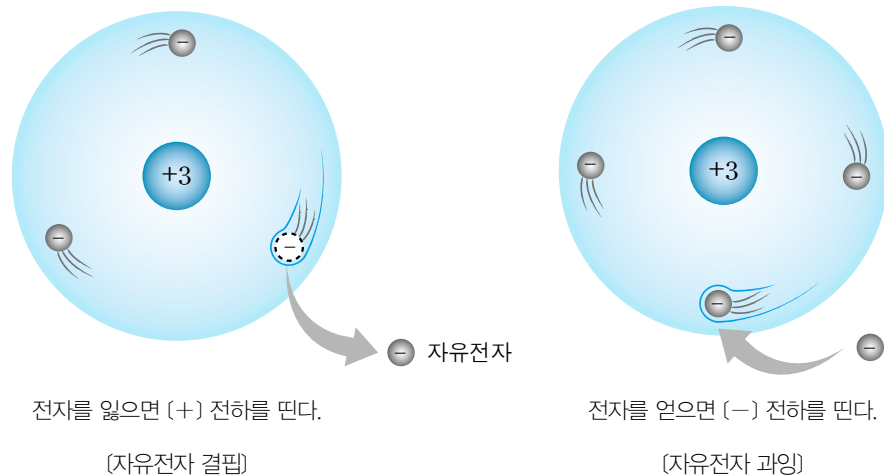 +3
+3
자유전자
전자를 잃으면 (+) 전하를 띤다.
전자를 얻으면 (-) 전하를 띤다.
〔자유전자 결핍〕
〔자유전자 과잉〕